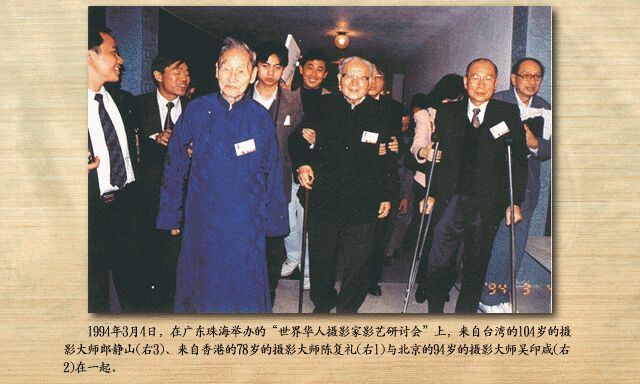 '94 3 4
1994年3月4日，在广东珠海举办的“世界华人摄影家影艺研讨会”上，来自台湾的104岁的摄
影大师郎静山(右3)、来自香港的78岁的摄影大师陈复礼(右1)与北京的94岁的摄影大师吴印咸(右
2)在一起。